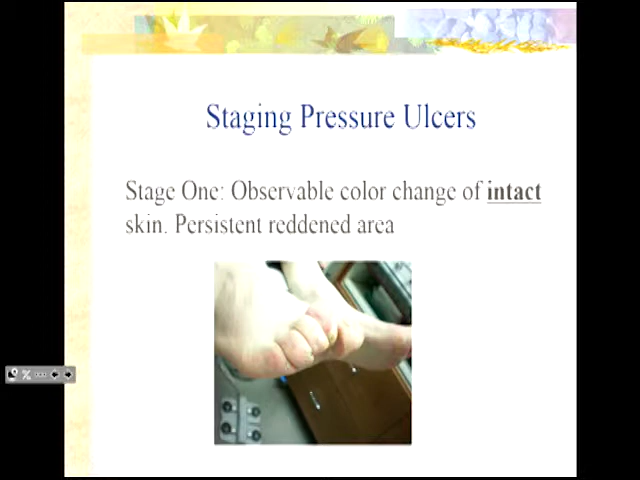 Staging Pressure Ulcers
Stage One: Observable color change of intact
skin. Persistent reddened area